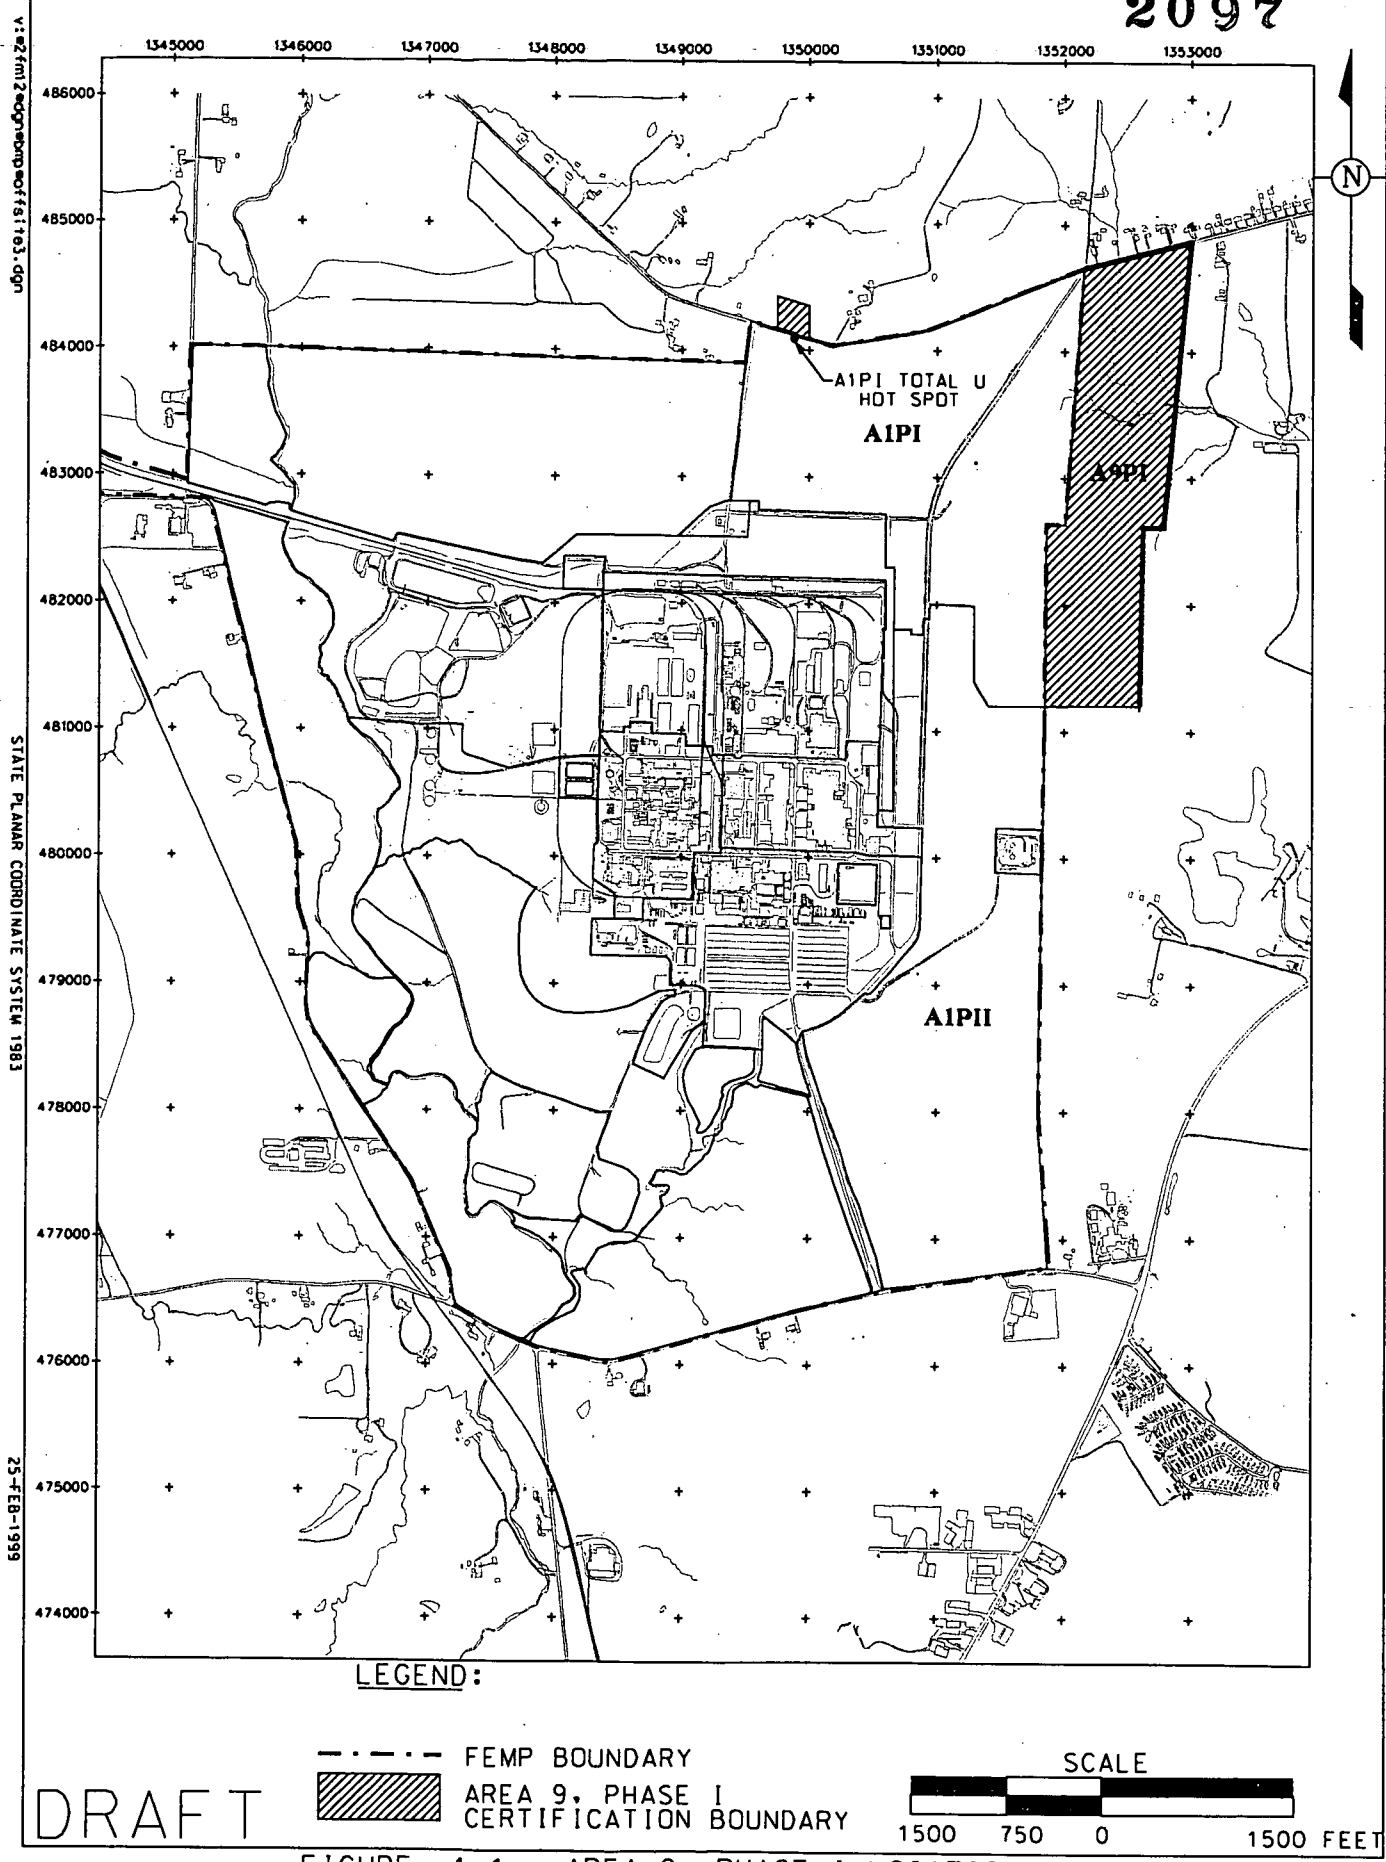 2097
1345000 1346000 1347000 1348000 1349000 1350000 1351000 1352000 1353000
486000
485000
484000
483000
482000
481000
480000
479000
478000
477000
476000
475000
474000
N
A1PI TOTAL U
HOT SPOT
A1PI
A9PI
A1PII
STATE PLANAR COORDINATE SYSTEM 1983
25-FEB-1999
LEGEND:
FEMP BOUNDARY
AREA 9, PHASE I
CERTIFICATION BOUNDARY
SCALE
1500 750 0 1500 FEET
DRAFT